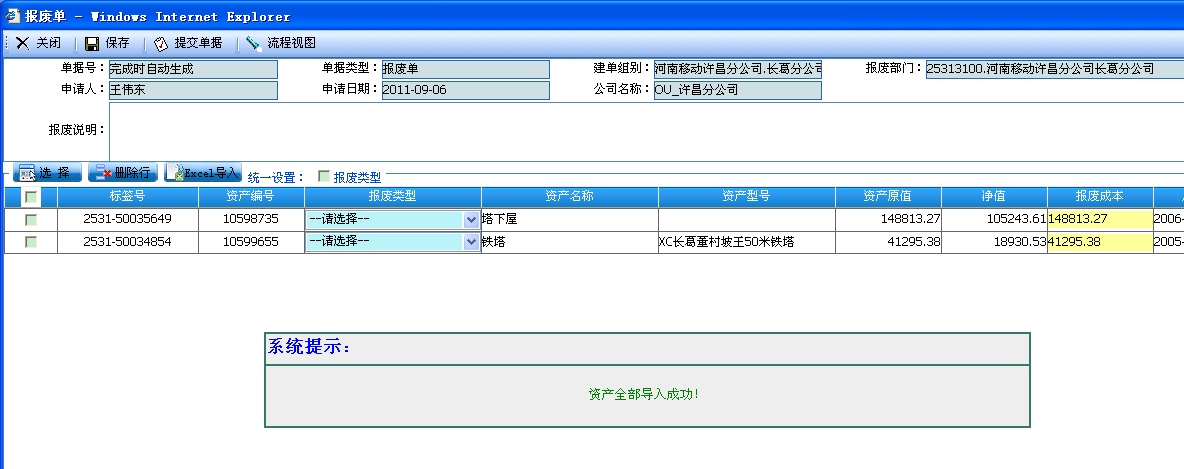 报废单 - Windows Internet Explorer
关闭 保存 提交单据 流程视图
单据号： 完成时自动生成 单据类型： 报废单 建单组别： 河南移动许昌分公司.长葛分公司 报废部门： 25313100.河南移动许昌分公司长葛分公司
申请人： 王伟东 申请日期： 2011-09-06 公司名称： OU_许昌分公司
报废说明：
选 择 删除行 Excel导入 统一设置： 报废类型
标签号 资产编号 报废类型 资产名称 资产型号 资产原值 净值 报废成本
2531-50035649 10598735 --请选择-- 塔下屋 148813.27 105243.61 148813.27 2006-
2531-50034854 10599655 --请选择-- 铁塔 XC长葛董村坡王50米铁塔 41295.38 18930.53 41295.38 2005-
系统提示：
资产全部导入成功！